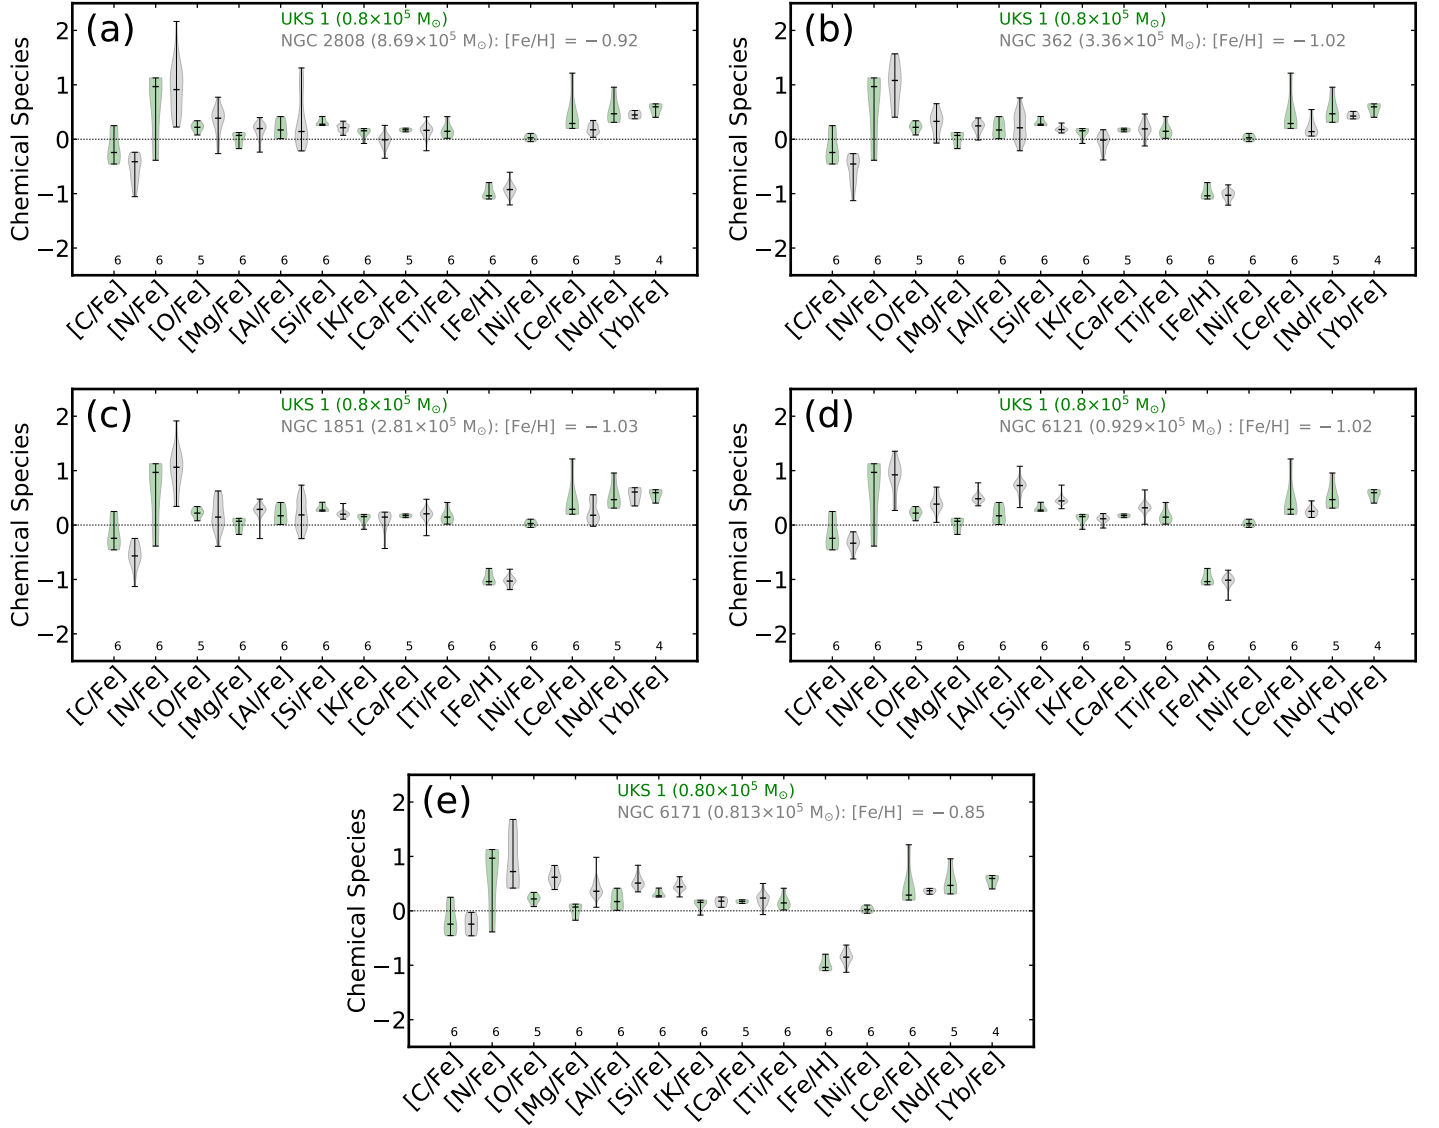 (a)
UKS 1 (0.8×10⁵ M⊙)
NGC 2808 (8.69×10⁵ M⊙): [Fe/H] = −0.92
Chemical Species
2
1
0
−1
−2
6 6 5 6 6 6 6 5 6 6 6 6 5 4
[C/Fe] [N/Fe] [O/Fe] [Mg/Fe] [Al/Fe] [Si/Fe] [K/Fe] [Ca/Fe] [Ti/Fe] [Fe/H] [Ni/Fe] [Ce/Fe] [Nd/Fe] [Yb/Fe]
(b)
UKS 1 (0.8×10⁵ M⊙)
NGC 362 (3.36×10⁵ M⊙): [Fe/H] = −1.02
Chemical Species
2
1
0
−1
−2
6 6 5 6 6 6 6 5 6 6 6 6 5 4
[C/Fe] [N/Fe] [O/Fe] [Mg/Fe] [Al/Fe] [Si/Fe] [K/Fe] [Ca/Fe] [Ti/Fe] [Fe/H] [Ni/Fe] [Ce/Fe] [Nd/Fe] [Yb/Fe]
(c)
UKS 1 (0.8×10⁵ M⊙)
NGC 1851 (2.81×10⁵ M⊙): [Fe/H] = −1.03
Chemical Species
2
1
0
−1
−2
6 6 5 6 6 6 6 5 6 6 6 6 5 4
[C/Fe] [N/Fe] [O/Fe] [Mg/Fe] [Al/Fe] [Si/Fe] [K/Fe] [Ca/Fe] [Ti/Fe] [Fe/H] [Ni/Fe] [Ce/Fe] [Nd/Fe] [Yb/Fe]
(d)
UKS 1 (0.8×10⁵ M⊙)
NGC 6121 (0.929×10⁵ M⊙) : [Fe/H] = −1.02
Chemical Species
2
1
0
−1
−2
6 6 5 6 6 6 6 5 6 6 6 6 5 4
[C/Fe] [N/Fe] [O/Fe] [Mg/Fe] [Al/Fe] [Si/Fe] [K/Fe] [Ca/Fe] [Ti/Fe] [Fe/H] [Ni/Fe] [Ce/Fe] [Nd/Fe] [Yb/Fe]
(e)
UKS 1 (0.80×10⁵ M⊙)
NGC 6171 (0.813×10⁵ M⊙): [Fe/H] = −0.85
Chemical Species
2
1
0
−1
−2
6 6 5 6 6 6 6 5 6 6 6 6 5 4
[C/Fe] [N/Fe] [O/Fe] [Mg/Fe] [Al/Fe] [Si/Fe] [K/Fe] [Ca/Fe] [Ti/Fe] [Fe/H] [Ni/Fe] [Ce/Fe] [Nd/Fe] [Yb/Fe]